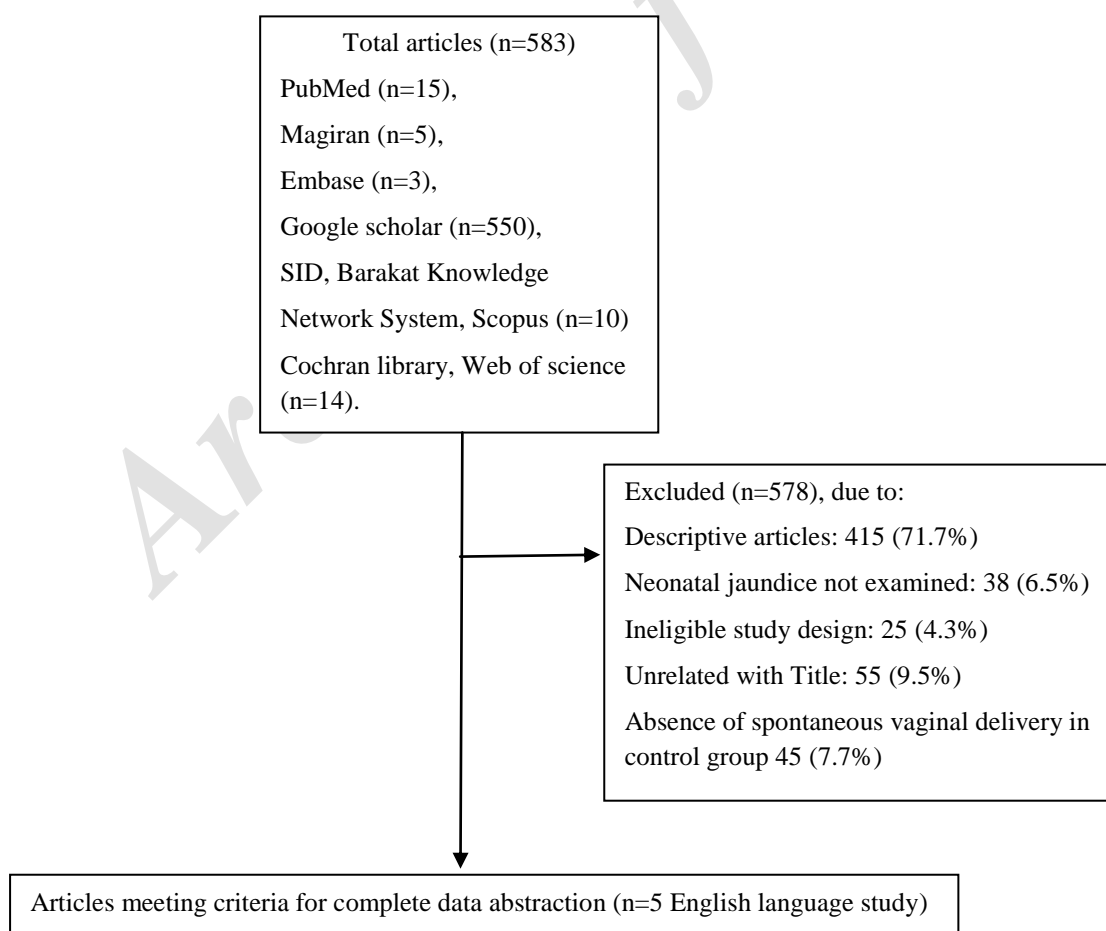 Total articles (n=583)
PubMed (n=15),
Magiran (n=5),
Embase (n=3),
Google scholar (n=550),
SID, Barakat Knowledge
Network System, Scopus (n=10)
Cochran library, Web of science
(n=14).
Excluded (n=578), due to:
Descriptive articles: 415 (71.7%)
Neonatal jaundice not examined: 38 (6.5%)
Ineligible study design: 25 (4.3%)
Unrelated with Title: 55 (9.5%)
Absence of spontaneous vaginal delivery in
control group 45 (7.7%)
Articles meeting criteria for complete data abstraction (n=5 English language study)